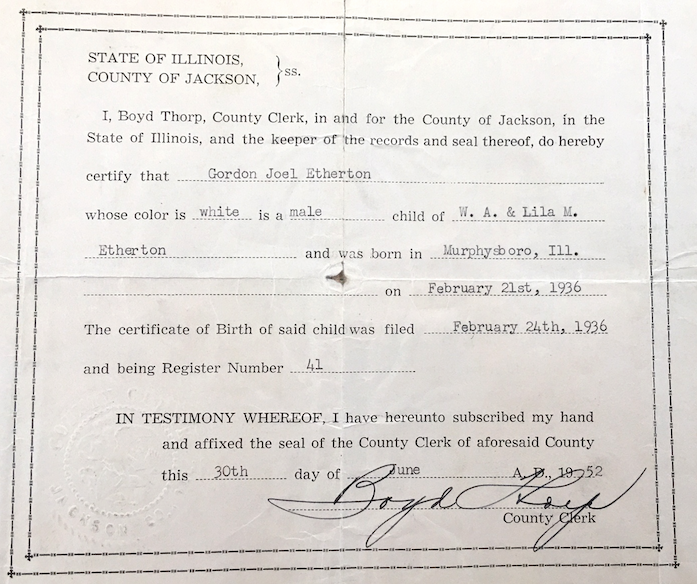 STATE OF ILLINOIS,
COUNTY OF JACKSON, } ss.
I, Boyd Thorp, County Clerk, in and for the County of Jackson, in the
State of Illinois, and the keeper of the records and seal thereof, do hereby
certify that Gordon Joel Etherton
whose color is white is a male child of W. A. & Lila M.
Etherton and was born in Murphysboro, Ill.
on February 21st, 1936
The certificate of Birth of said child was filed February 24th, 1936
and being Register Number 41
IN TESTIMONY WHEREOF, I have hereunto subscribed my hand
and affixed the seal of the County Clerk of aforesaid County
this 30th day of June A. D., 1952
Boyd Thorp
County Clerk